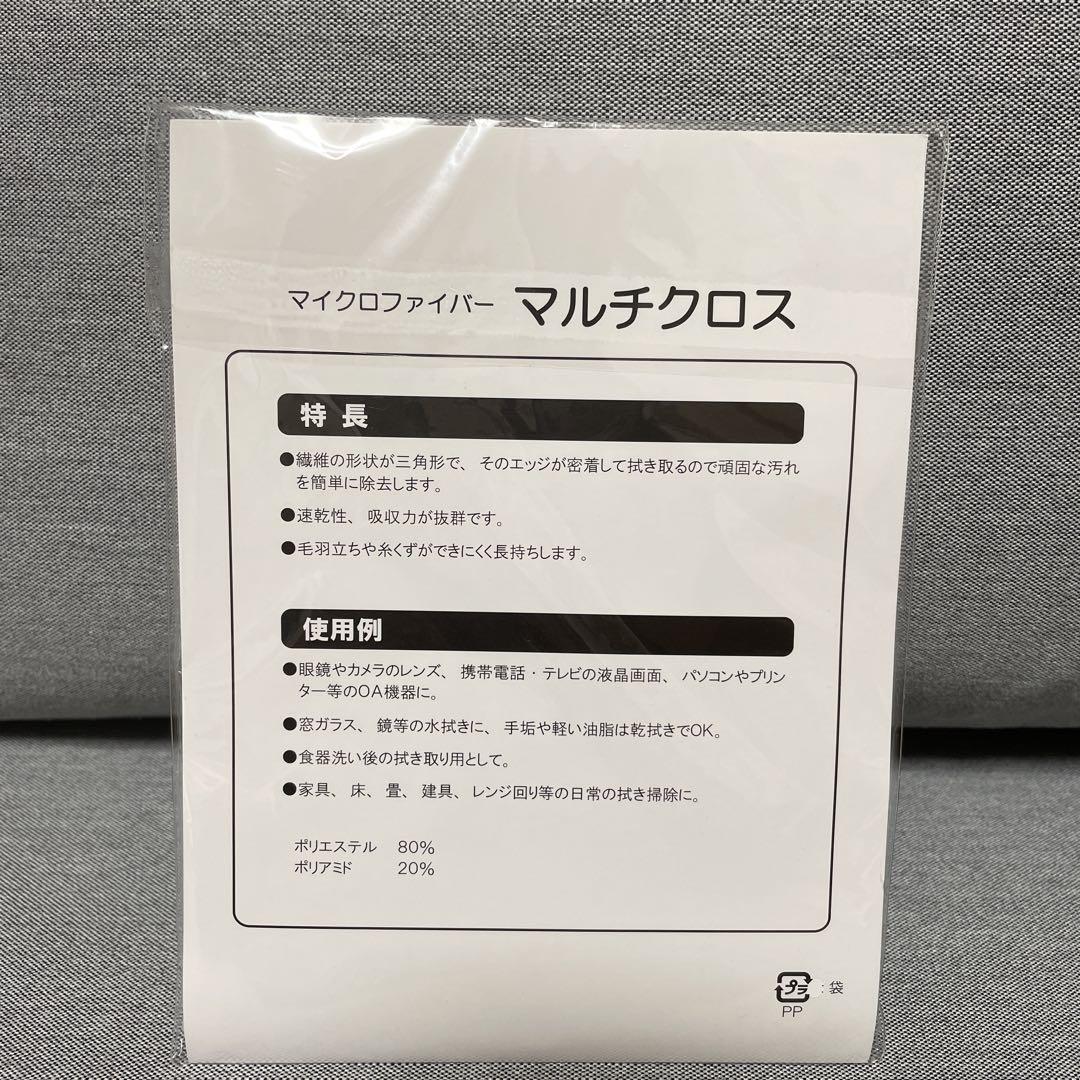 マイクロファイバー マルチクロス
特 長
●繊維の形状が三角形で、そのエッジが密着して拭き取るので頑固な汚れ
を簡単に除去します。
●速乾性、吸収力が抜群です。
●毛羽立ちや糸くずができにくく長持ちします。
使用例
●眼鏡やカメラのレンズ、携帯電話・テレビの液晶画面、パソコンやプリン
ター等のOA機器に。
●窓ガラス、鏡等の水拭きに、手垢や軽い油脂は乾拭きでOK。
●食器洗い後の拭き取り用として。
●家具、床、畳、建具、レンジ回り等の日常の拭き掃除に。
ポリエステル 80%
ポリアミド 20%
プラ：袋
PP